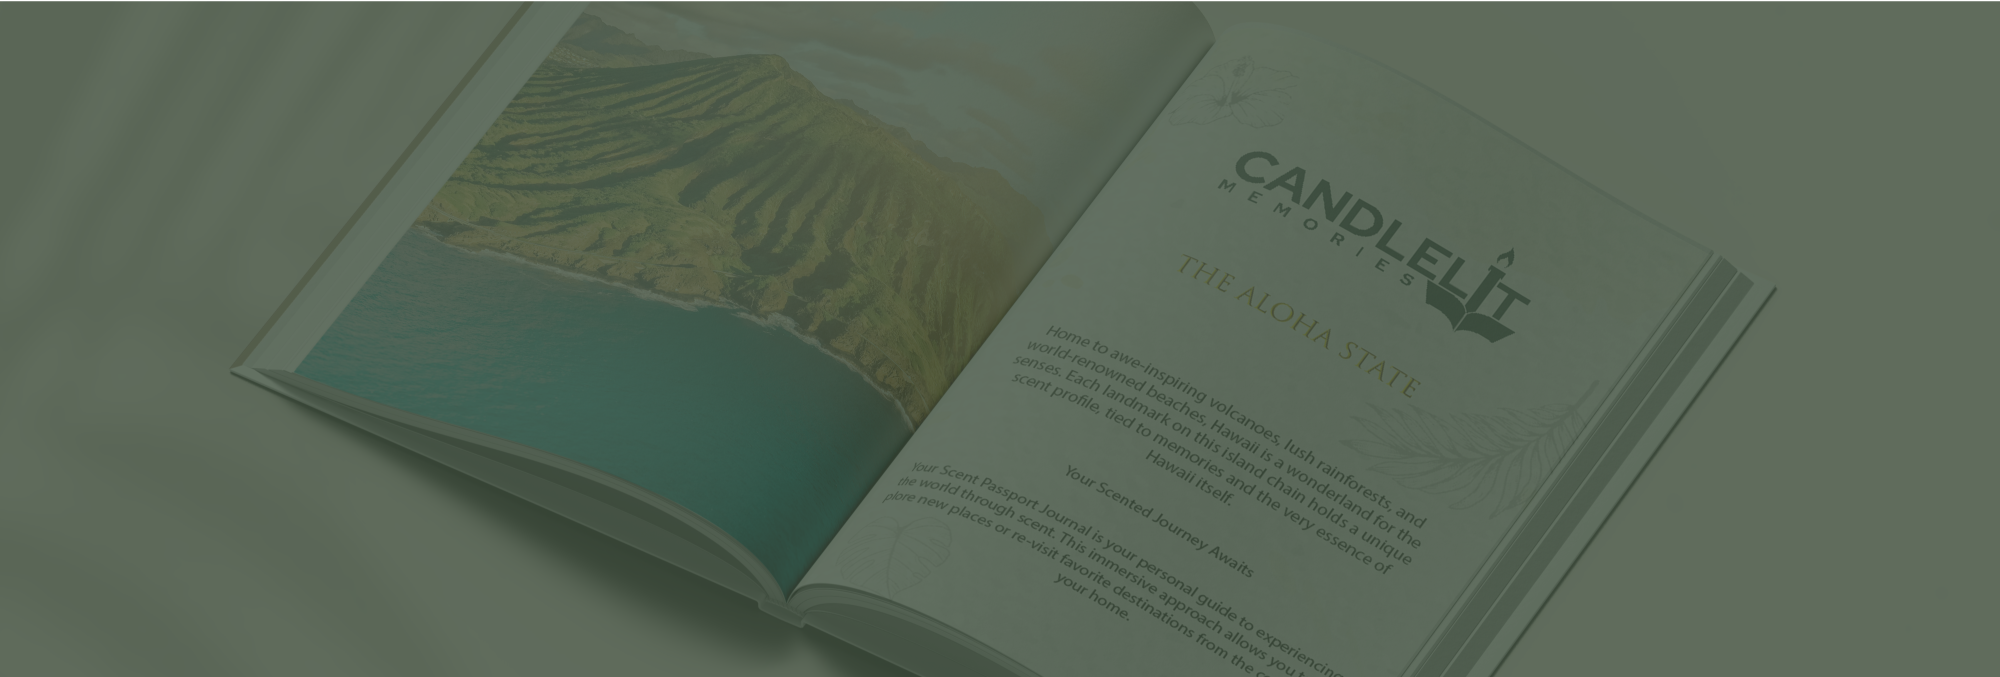 CANDLELIT
MEMORIES
THE ALOHA STATE
Home to awe-inspiring volcanoes, lush rainforests, and
world-renowned beaches, Hawaii is a wonderland for the
senses. Each landmark on this island chain holds a unique
scent profile, tied to memories and the very essence of
Hawaii itself.
Your Scented Journey Awaits
Your Scent Passport Journal is your personal guide to experiencing
the world through scent. This immersive approach allows you
plore new places or re-visit favorite destinations from the
your home.